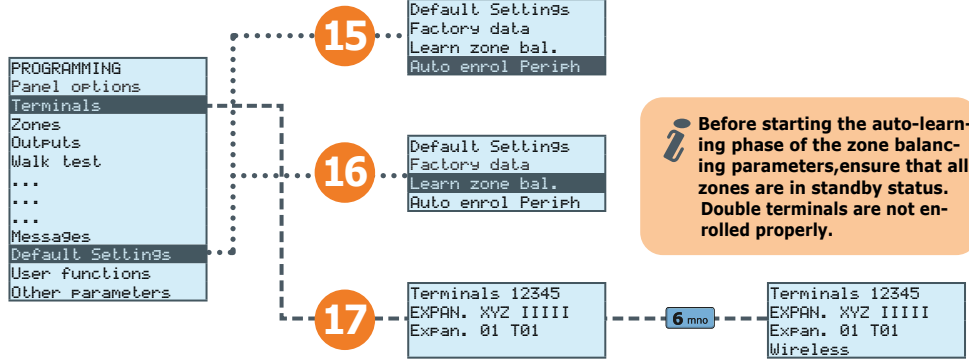 15
Default Settings
Factory data
Learn zone bal.
Auto enrol Periph
PROGRAMMING
Panel options
Terminals
Zones
Outputs
Walk test
...
...
...
Messages
Default Settings
User functions
Other parameters
16
Default Settings
Factory data
Learn zone bal.
Auto enrol Periph
Before starting the auto-learn-
ing phase of the zone balanc-
ing parameters,ensure that all
zones are in standby status.
Double terminals are not en-
rolled properly.
17
Terminals 12345
EXPAN. XYZ IIIII
Expan. 01 T01
6 mno
Terminals 12345
EXPAN. XYZ IIIII
Expan. 01 T01
Wireless